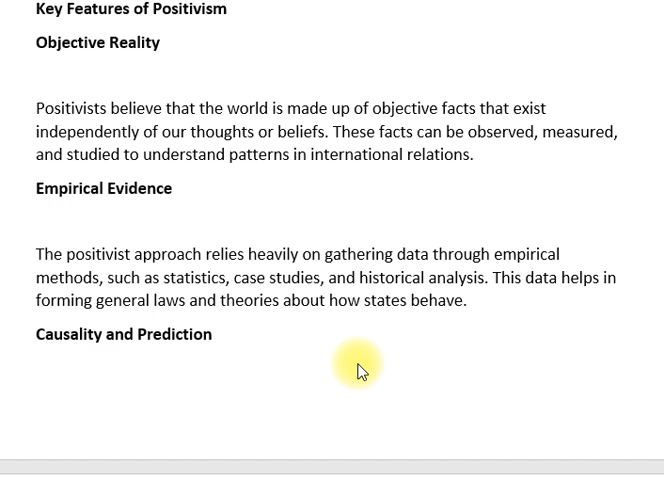 Key Features of Positivism
Objective Reality
Positivists believe that the world is made up of objective facts that exist
independently of our thoughts or beliefs. These facts can be observed, measured,
and studied to understand patterns in international relations.
Empirical Evidence
The positivist approach relies heavily on gathering data through empirical
methods, such as statistics, case studies, and historical analysis. This data helps in
forming general laws and theories about how states behave.
Causality and Prediction